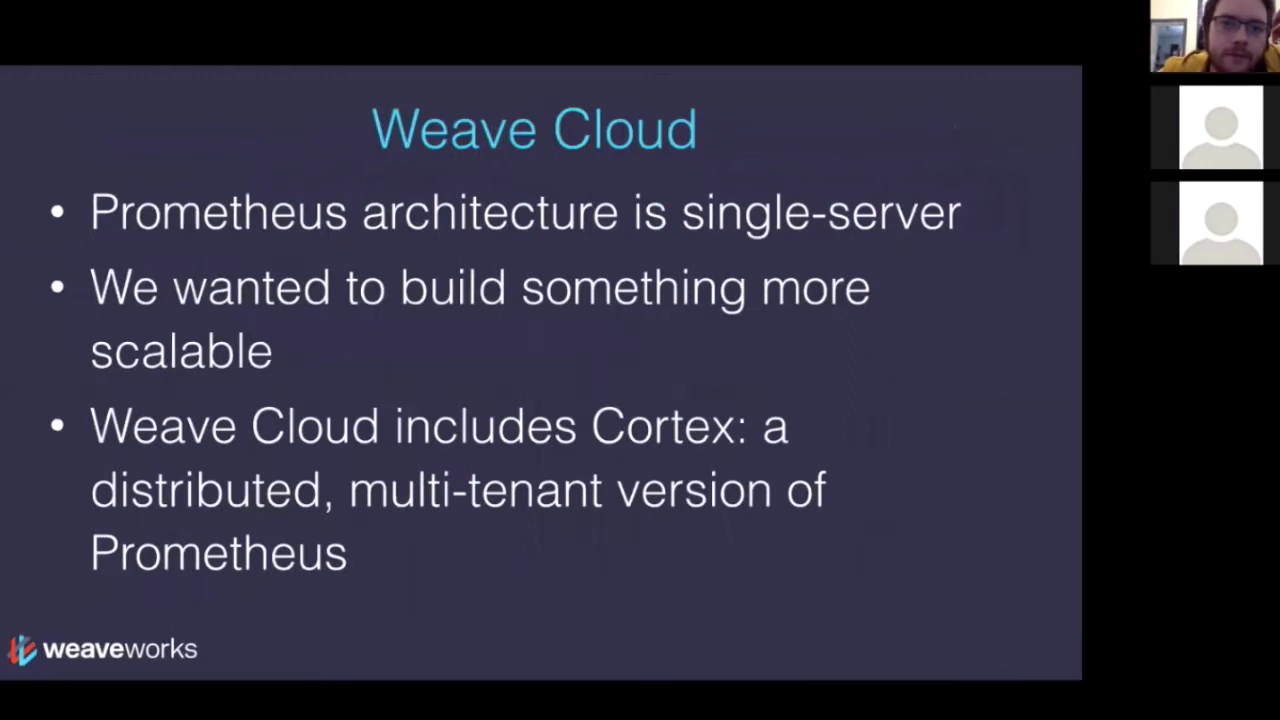 Weave Cloud
• Prometheus architecture is single-server
• We wanted to build something more
scalable
• Weave Cloud includes Cortex: a
distributed, multi-tenant version of
Prometheus
weaveworks